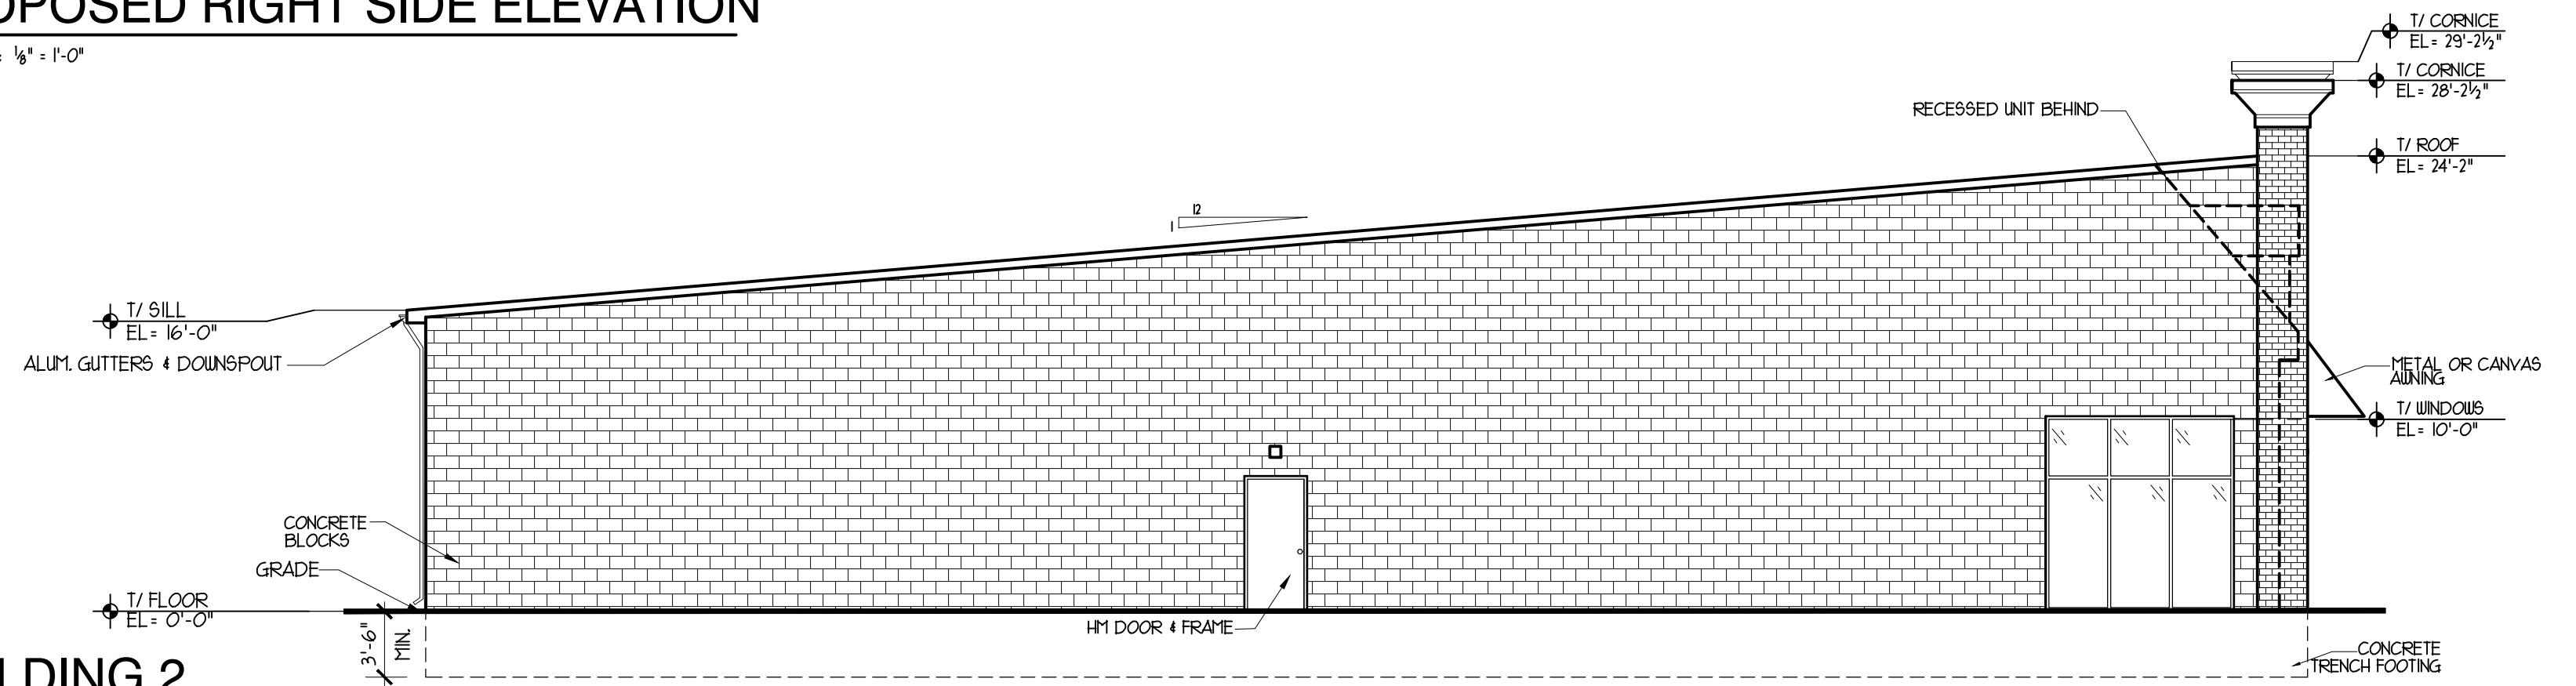 OPOSED RIGHT SIDE ELEVATION
= 1/8" = 1'-0"
T/ CORNICE
EL= 29'-2½"
T/ CORNICE
EL= 28'-2½"
RECESSED UNIT BEHIND
T/ ROOF
EL= 24'-2"
12
1
T/ SILL
EL= 16'-0"
ALUM. GUTTERS & DOWNSPOUT
METAL OR CANVAS
AWNING
T/ WINDOWS
EL= 10'-0"
CONCRETE
BLOCKS
GRADE
T/ FLOOR
EL= 0'-0"
3'-6"
MIN.
HM DOOR & FRAME
CONCRETE
TRENCH FOOTING
LDING 2